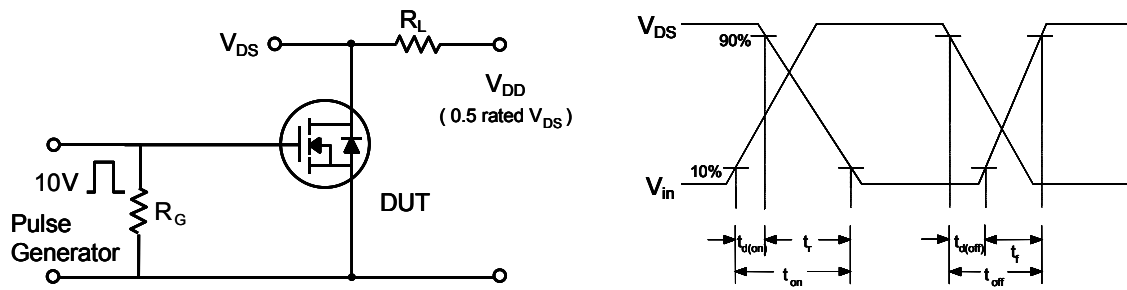 V_DS
R_L
V_DD
( 0.5 rated V_DS )
10V
R_G
DUT
Pulse
Generator
V_DS
90%
V_in
10%
t_d(on)
t_r
t_on
t_d(off)
t_f
t_off